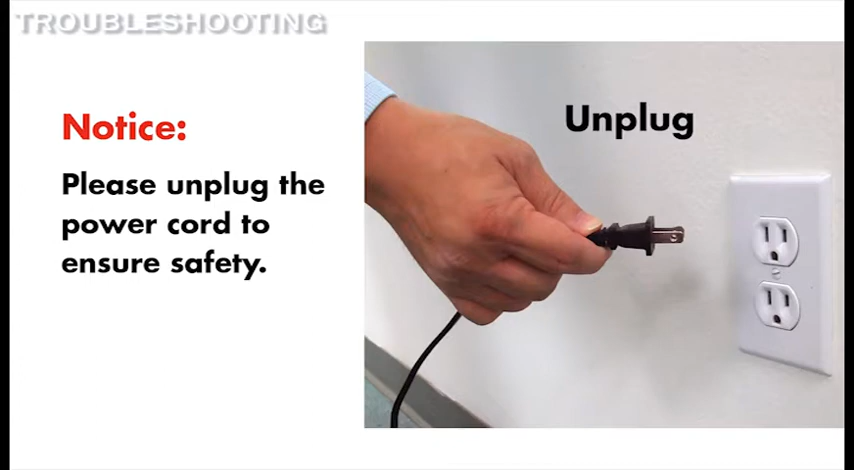 TROUBLESHOOTING
Notice:
Please unplug the
power cord to
ensure safety.
Unplug